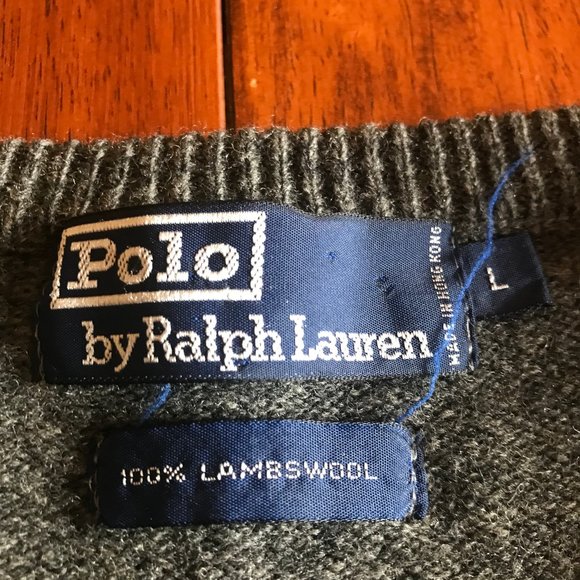 Polo
by Ralph Lauren
MADE IN HONG KONG
L
100% LAMBSWOOL